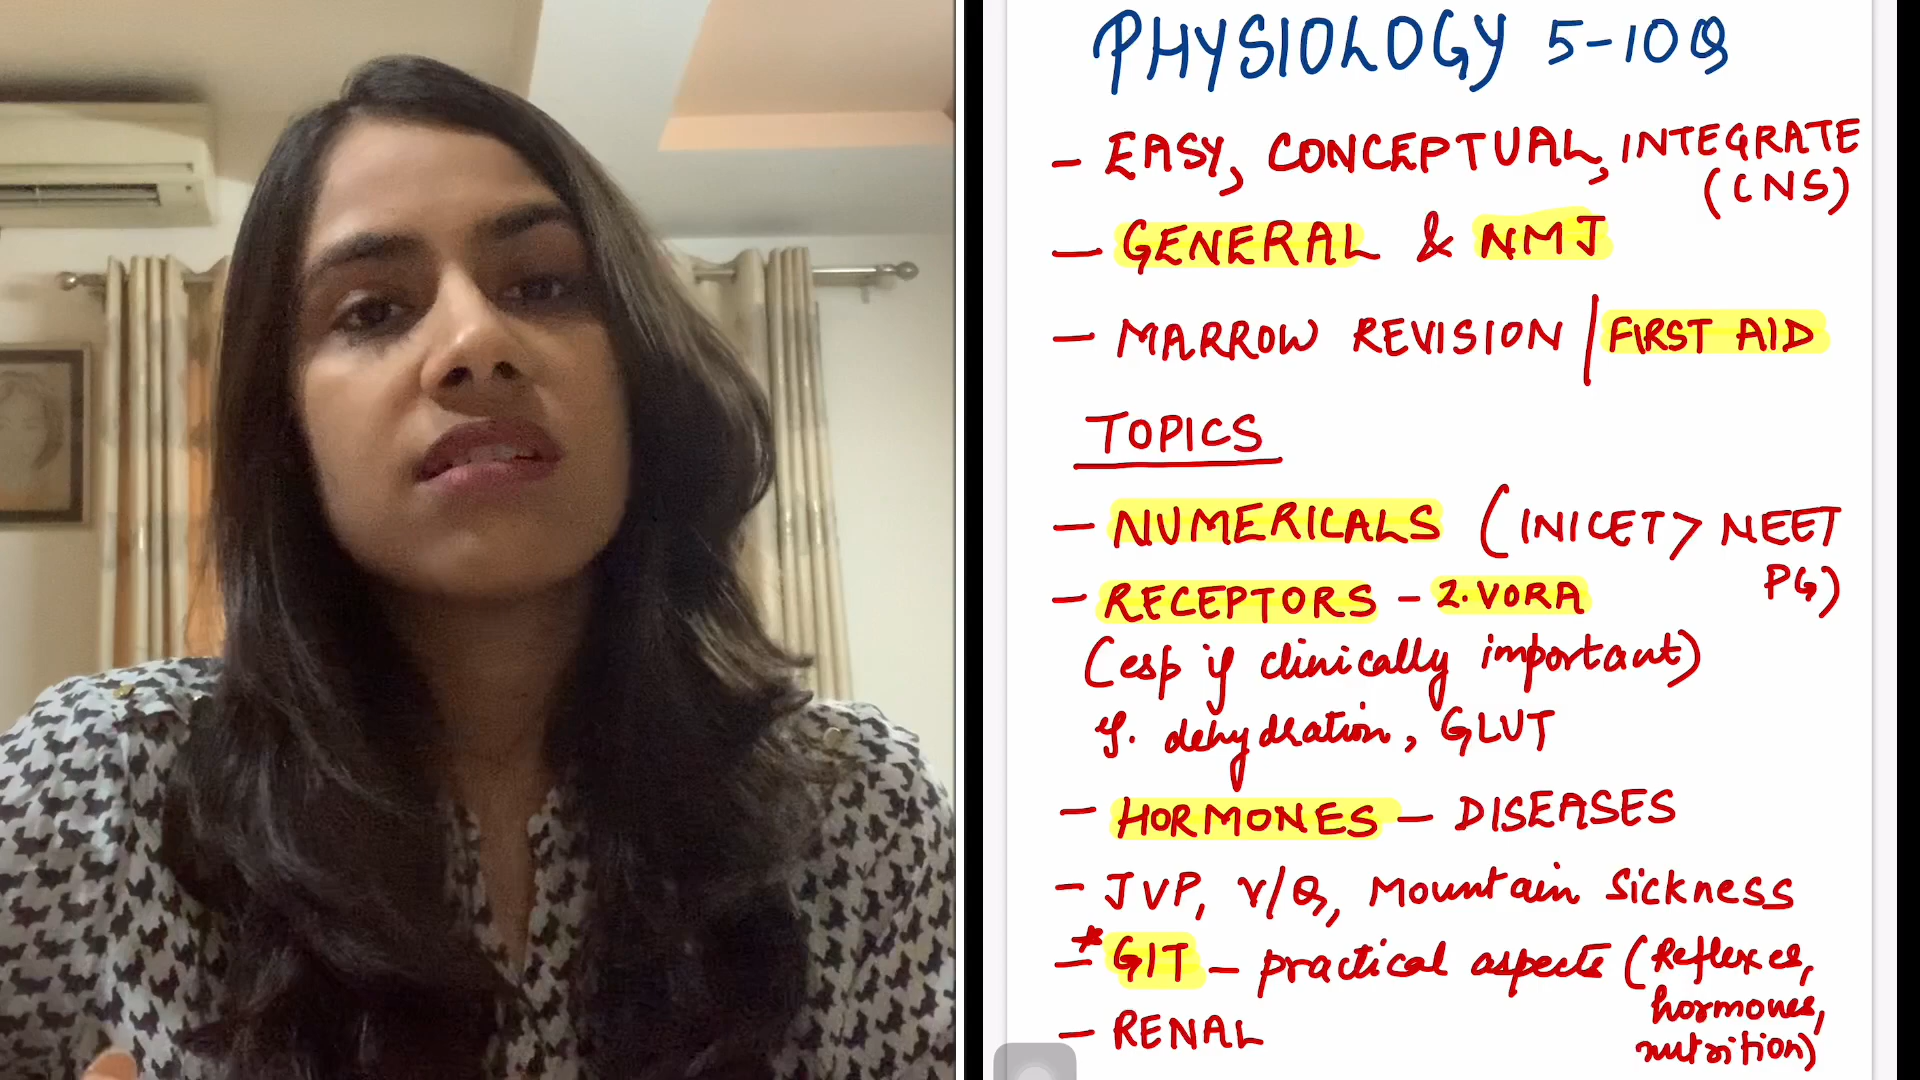 PHYSIOLOGY 5-10Q
- EASY, CONCEPTUAL, INTEGRATE
(CNS)
- GENERAL & NMJ
- MARROW REVISION / FIRST AID
TOPICS
- NUMERICALS (INICET > NEET
PG)
- RECEPTORS - Z.VORA
(esp if clinically important)
eg. dehydration, GLUT
- HORMONES - DISEASES
- JVP, V/Q, Mountain Sickness
*- GIT - practical aspects (Reflexes,
hormones,
nutrition)
- RENAL